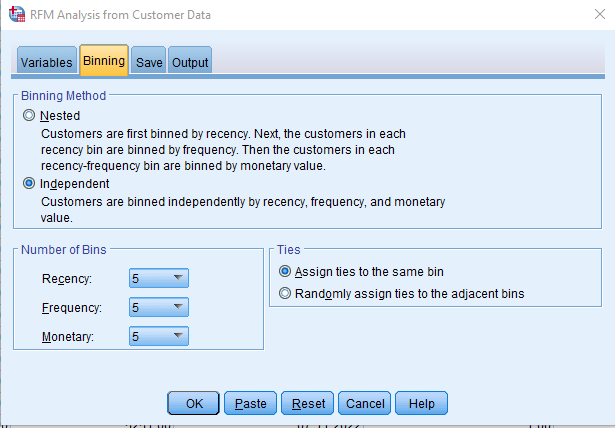 RFM Analysis from Customer Data
Variables Binning Save Output
Binning Method
Nested
Customers are first binned by recency. Next, the customers in each
recency bin are binned by frequency. Then the customers in each
recency-frequency bin are binned by monetary value.
Independent
Customers are binned independently by recency, frequency, and monetary
value.
Number of Bins
Recency: 5
Frequency: 5
Monetary: 5
Ties
Assign ties to the same bin
Randomly assign ties to the adjacent bins
OK Paste Reset Cancel Help